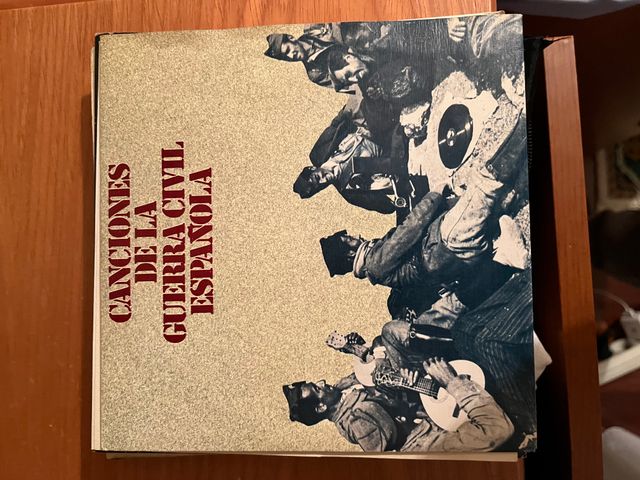 CANCIONES
DE LA
GUERRA CIVIL
ESPAÑOLA